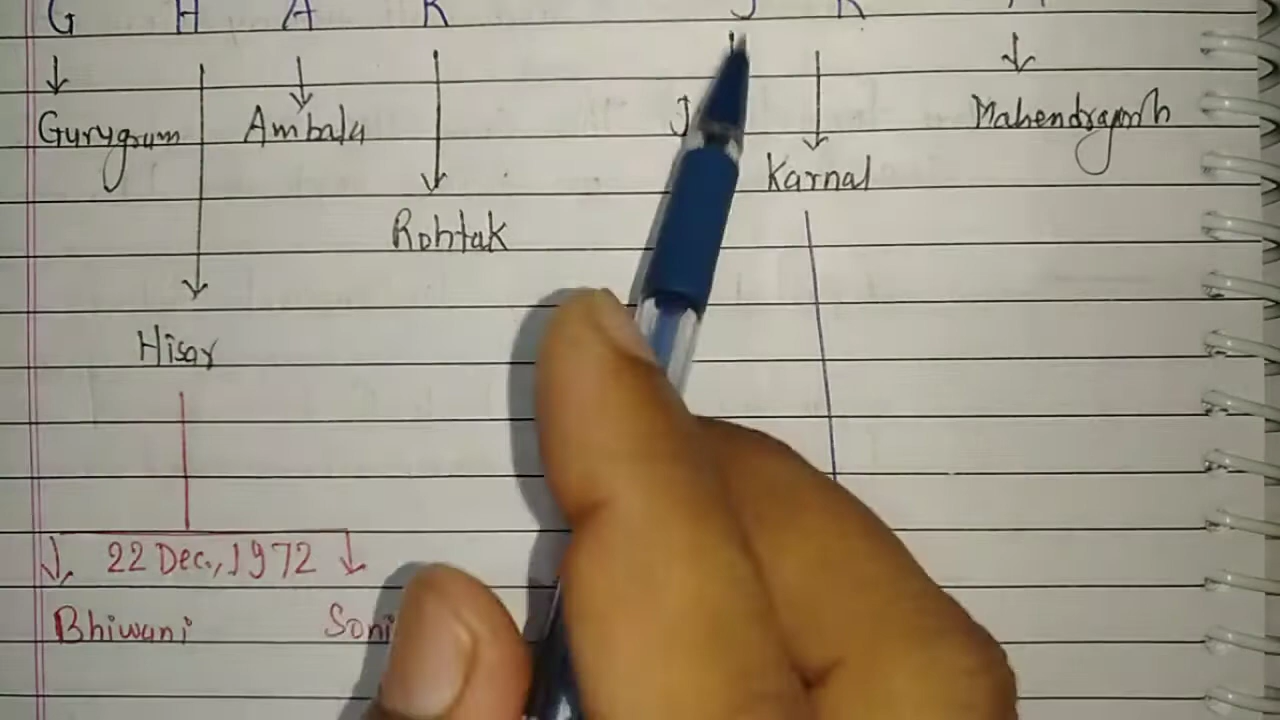 G H A R J K
Gurugram Ambala Mahendragarh
Karnal
Rohtak
Hisar
22 Dec., 1972
Bhiwani